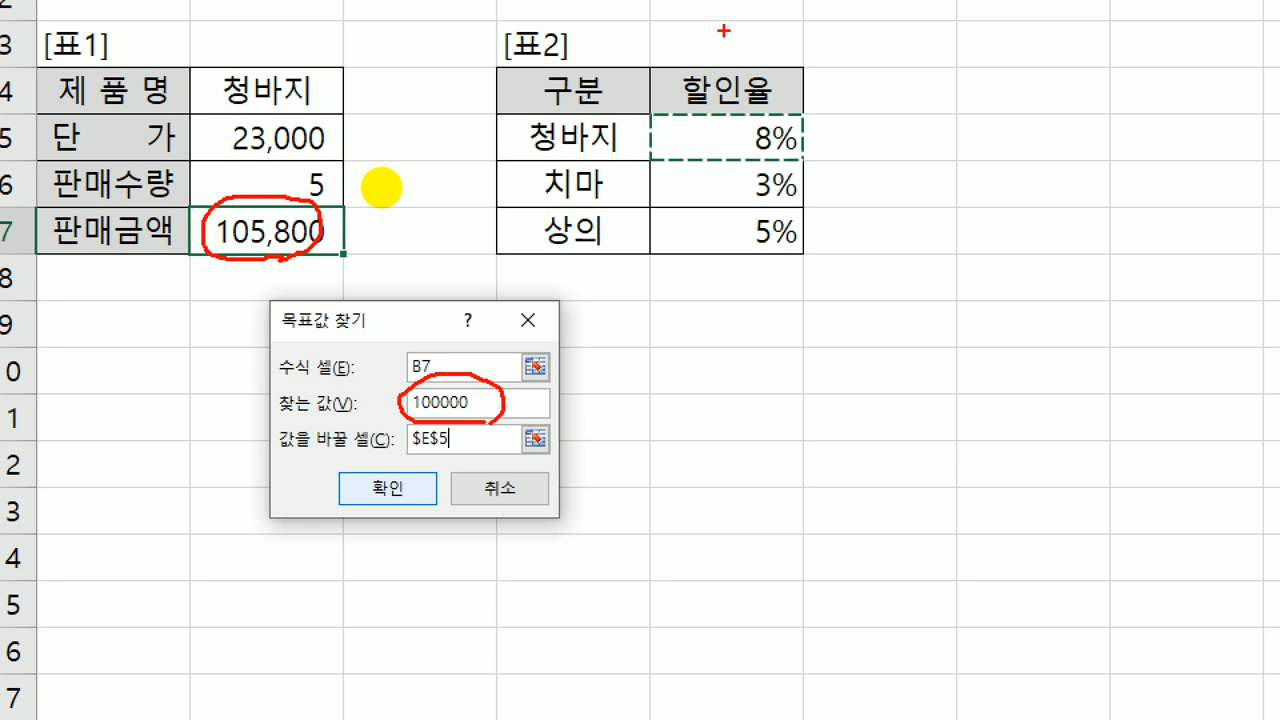 2
3 [표1] [표2]
4 제 품 명 청바지 구분 할인율
5 단 가 23,000 청바지 8%
6 판매수량 5 치마 3%
7 판매금액 105,800 상의 5%
8
9
0
1
2
3
4
5
6
7
목표값 찾기 ?
수식 셀(E): B7
찾는 값(V): 100000
값을 바꿀 셀(C): $E$5
확인 취소